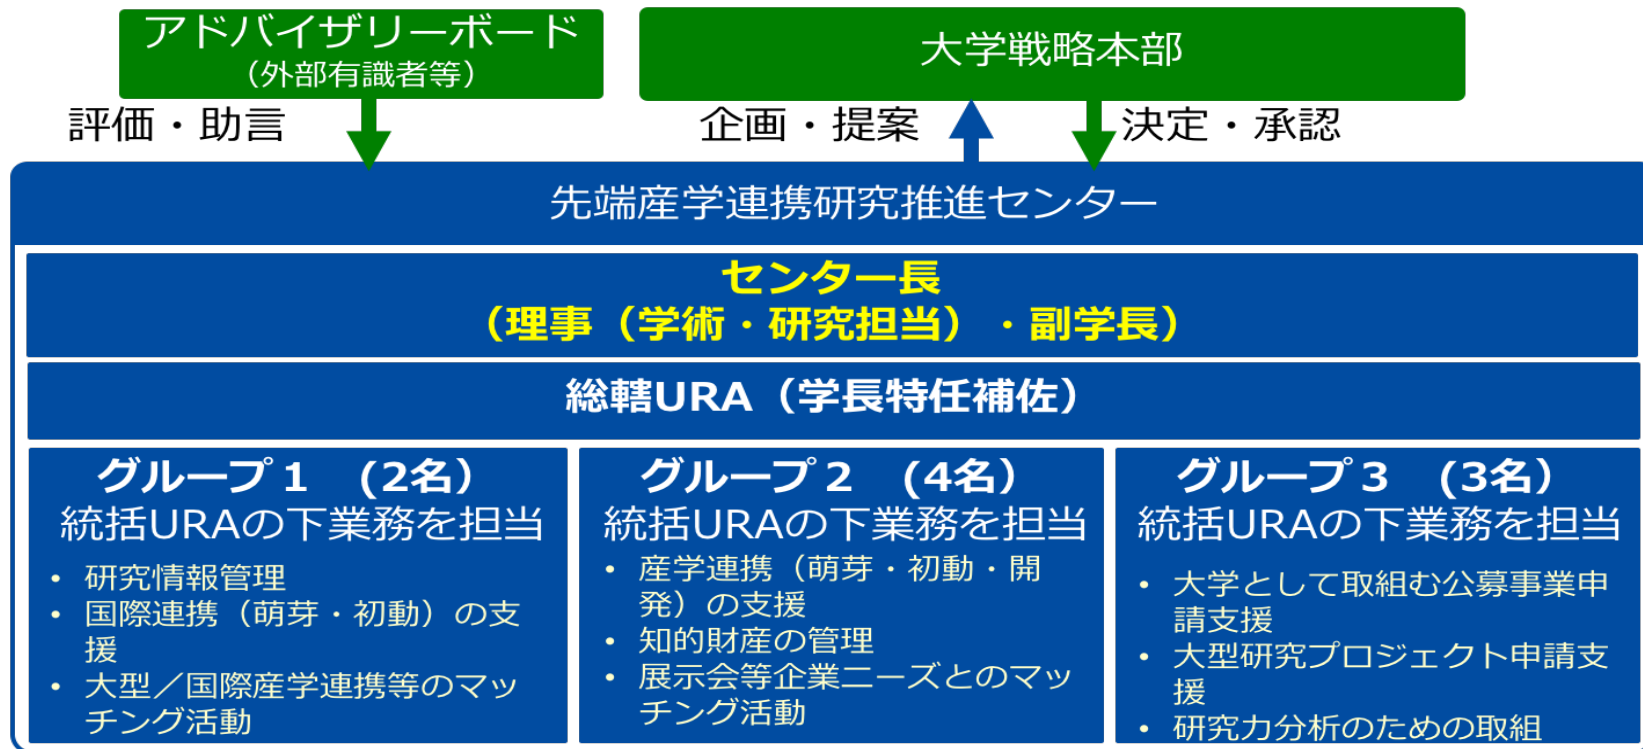 アドバイザリーボード
（外部有識者等）
大学戦略本部
評価・助言
企画・提案
決定・承認
先端産学連携研究推進センター
センター長
（理事（学術・研究担当）・副学長）
総轄URA（学長特任補佐）
グループ１　(2名）
統括URAの下業務を担当
• 研究情報管理
• 国際連携（萌芽・初動）の支
援
• 大型／国際産学連携等のマッ
チング活動
グループ２　(4名）
統括URAの下業務を担当
• 産学連携（萌芽・初動・開
発）の支援
• 知的財産の管理
• 展示会等企業ニーズとのマッ
チング活動
グループ３　(3名）
統括URAの下業務を担当
• 大学として取組む公募事業申
請支援
• 大型研究プロジェクト申請支
援
• 研究力分析のための取組